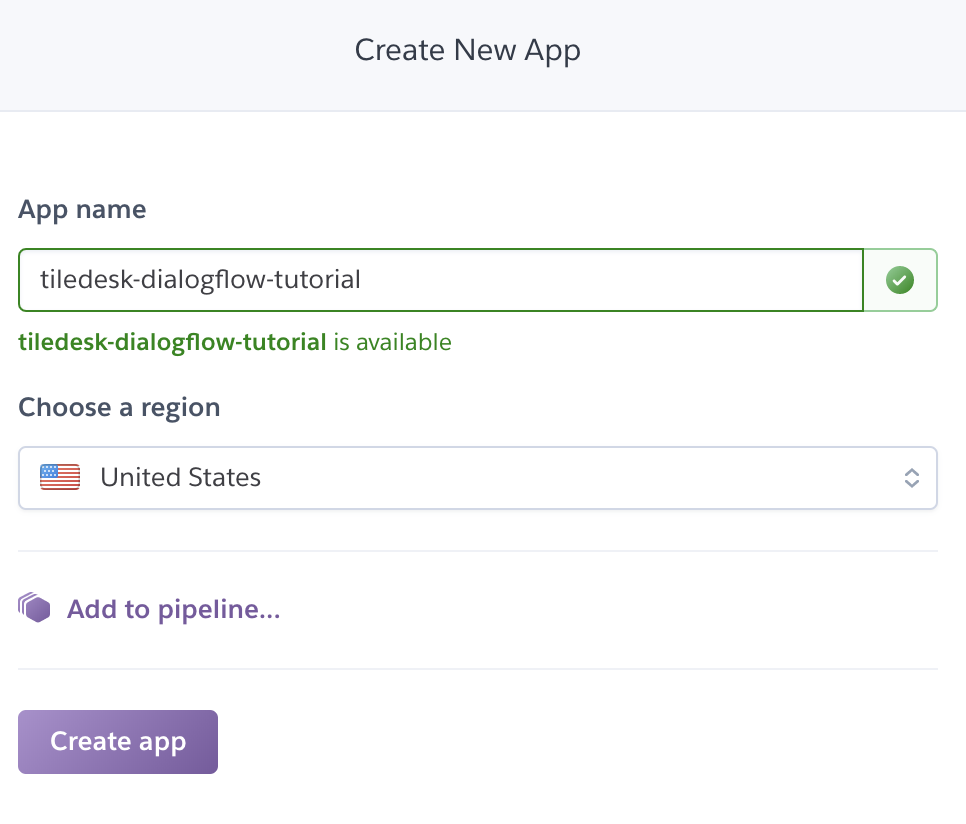 Create New App
App name
tiledesk-dialogflow-tutorial
tiledesk-dialogflow-tutorial is available
Choose a region
United States
Add to pipeline...
Create app